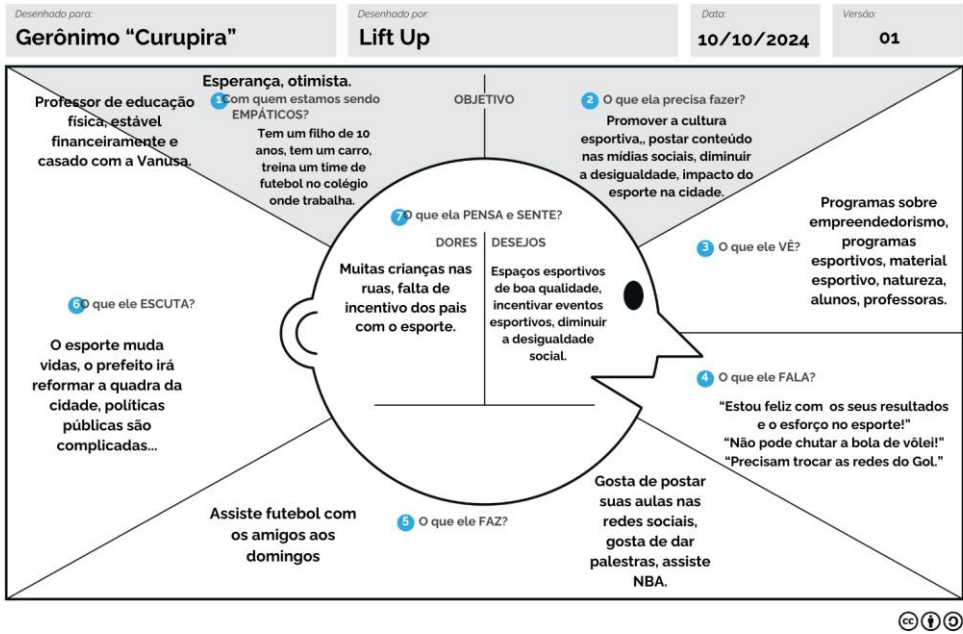 Desenhado para:
Gerônimo “Curupira”
Desenhado por:
Lift Up
Data:
10/10/2024
Versão:
01
Esperança, otimista.
Professor de educação
física, estável
financeiramente e
casado com a Vanusa.
1 Com quem estamos sendo
EMPÁTICOS?
Tem um filho de 10
anos, tem um carro,
treina um time de
futebol no colégio
onde trabalha.
OBJETIVO
2 O que ela precisa fazer?
Promover a cultura
esportiva,, postar conteúdo
nas mídias sociais, diminuir
a desigualdade, impacto do
esporte na cidade.
3 O que ele VÊ?
Programas sobre
empreendedorismo,
programas
esportivos, material
esportivo, natureza,
alunos, professoras.
4 O que ele FALA?
“Estou feliz com os seus resultados
e o esforço no esporte!”
“Não pode chutar a bola de vôlei!”
“Precisam trocar as redes do Gol.”
5 O que ele FAZ?
Assiste futebol com
os amigos aos
domingos
Gosta de postar
suas aulas nas
redes sociais,
gosta de dar
palestras, assiste
NBA.
6 O que ele ESCUTA?
O esporte muda
vidas, o prefeito irá
reformar a quadra da
cidade, políticas
públicas são
complicadas...
7 O que ela PENSA e SENTE?
DORES
Muitas crianças nas
ruas, falta de
incentivo dos pais
com o esporte.
DESEJOS
Espaços esportivos
de boa qualidade,
incentivar eventos
esportivos, diminuir
a desigualdade
social.
cc